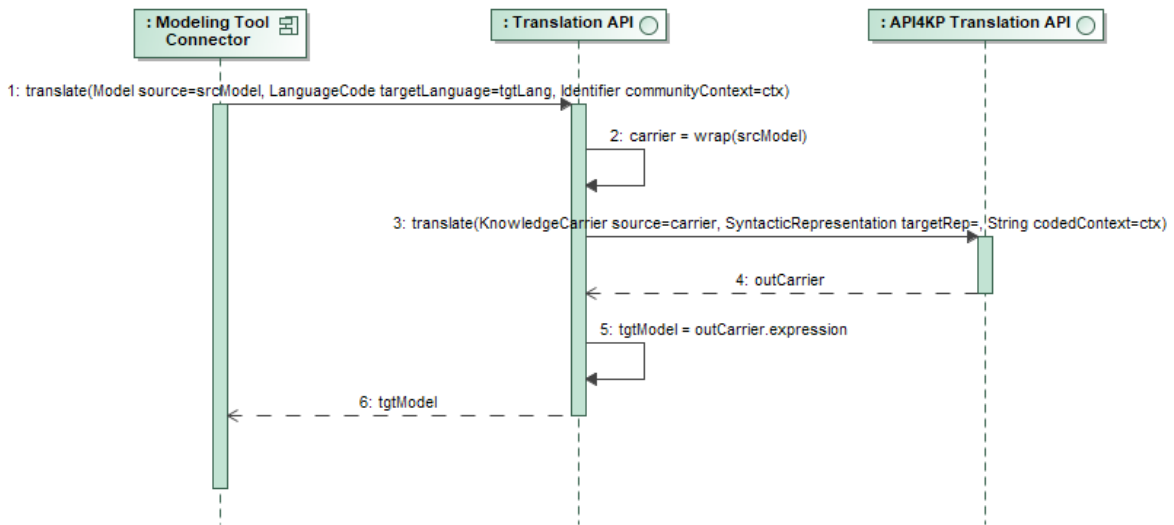 : Modeling Tool
Connector
: Translation API
: API4KP Translation API
1: translate(Model source=srcModel, LanguageCode targetLanguage=tgtLang, Identifier communityContext=ctx)
2: carrier = wrap(srcModel)
3: translate(KnowledgeCarrier source=carrier, SyntacticRepresentation targetRep=, String codedContext=ctx)
4: outCarrier
5: tgtModel = outCarrier.expression
6: tgtModel